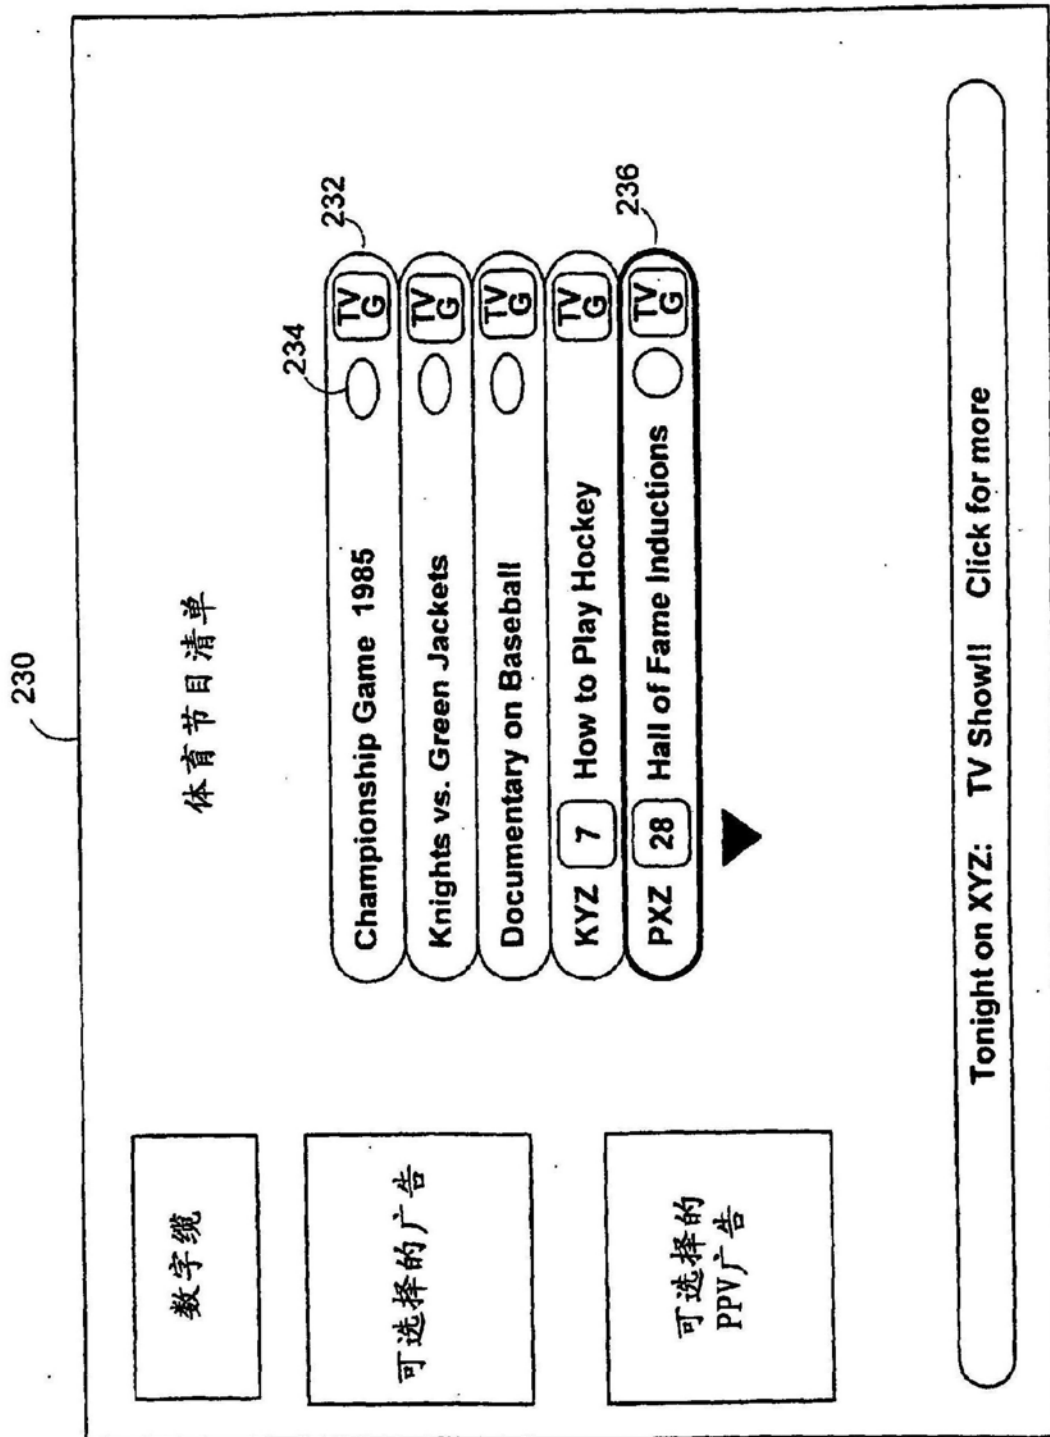 230
体育节目清单
数字缆
可选择的广告
可选择的
PPV广告
234
232
Championship Game 1985 TV G
Knights vs. Green Jackets TV G
Documentary on Baseball TV G
KYZ 7 How to Play Hockey TV G
PXZ 28 Hall of Fame Inductions TV G
236
Tonight on XYZ: TV Show!! Click for more